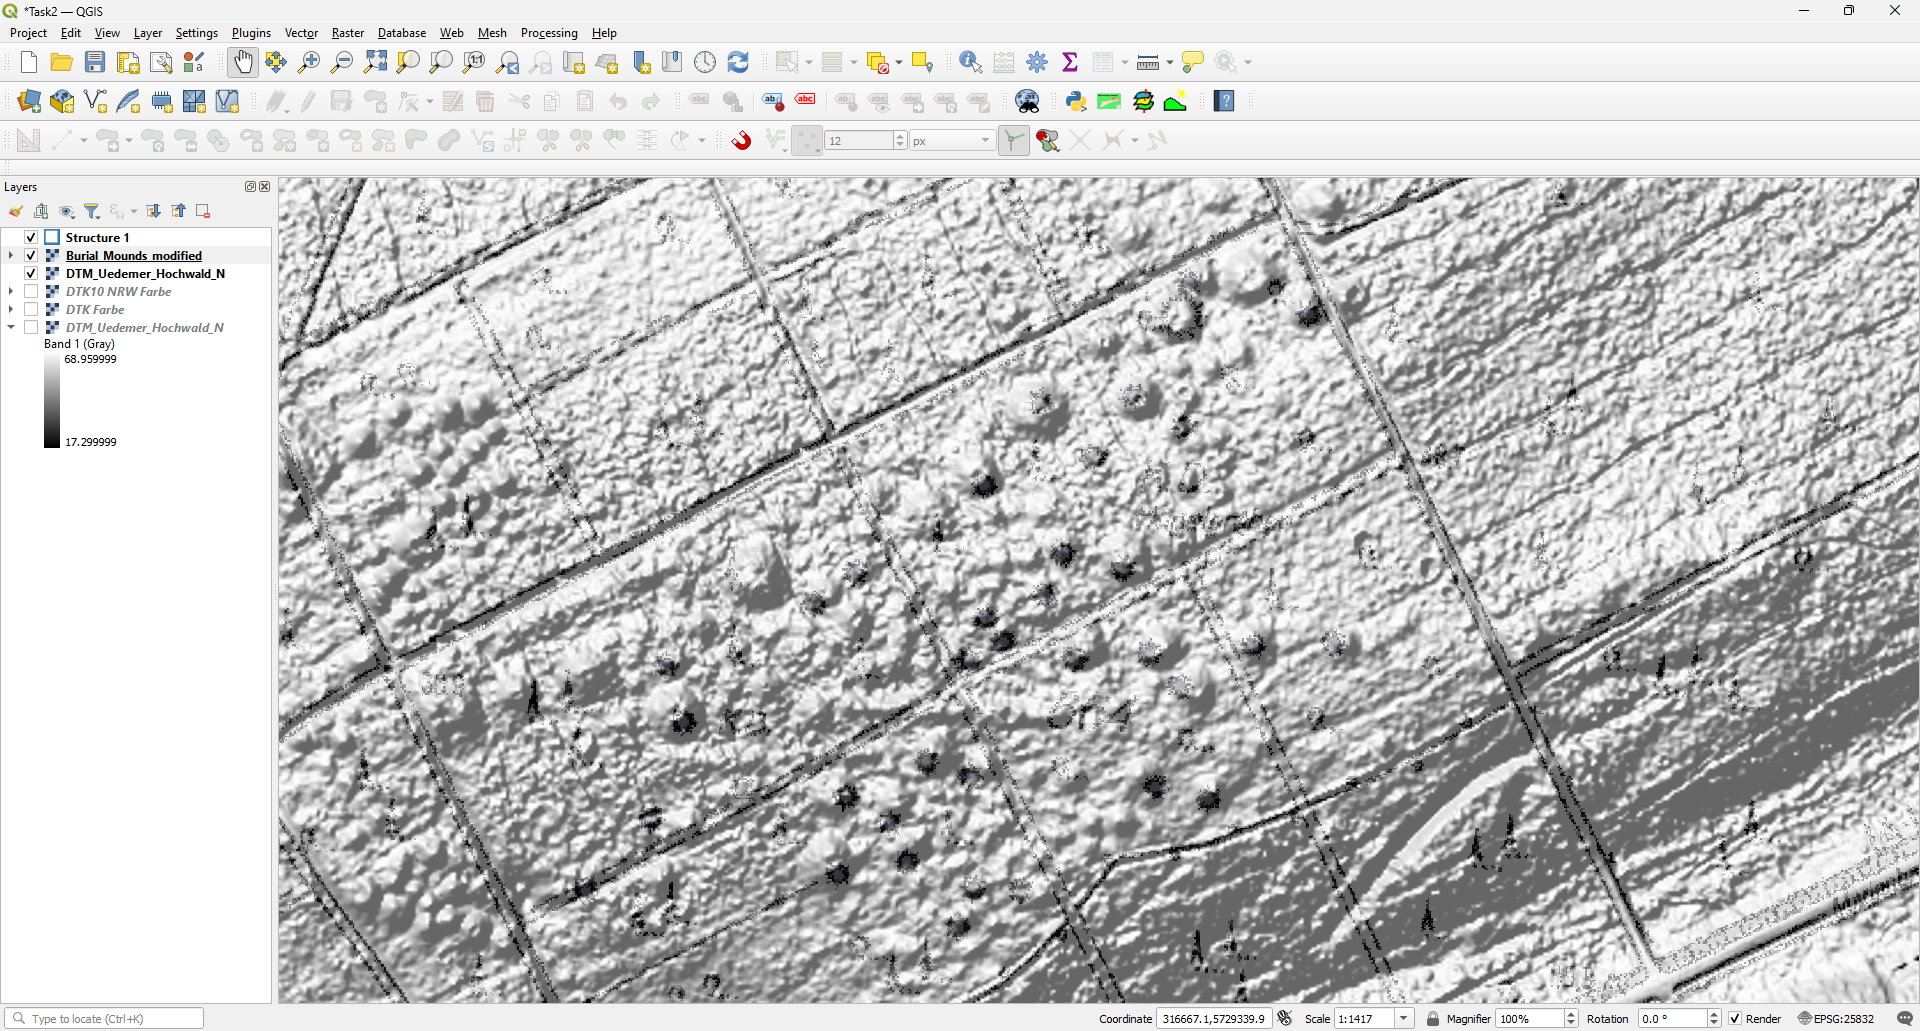 *Task2 — QGIS
Project Edit View Layer Settings Plugins Vector Raster Database Web Mesh Processing Help
12 px
Layers
Structure 1
Burial_Mounds_modified
DTM_Uedemer_Hochwald_N
DTK10 NRW Farbe
DTK Farbe
DTM_Uedemer_Hochwald_N
Band 1 (Gray)
68.959999
17.299999
Type to locate (Ctrl+K)
Coordinate 316667.1,5729339.9 Scale 1:1417 Magnifier 100% Rotation 0.0 ° Render EPSG:25832